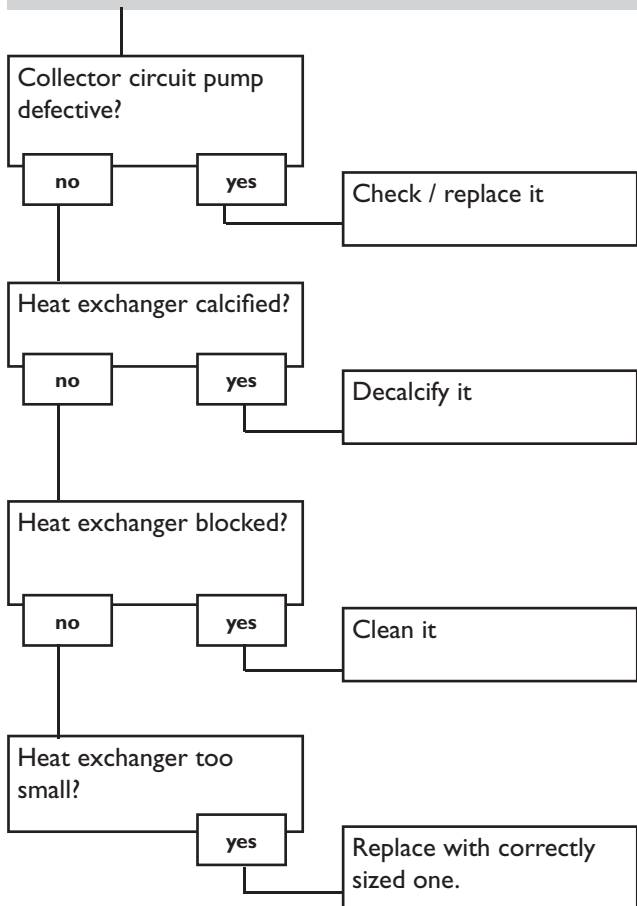 Collector circuit pump
defective?
no
yes
Check / replace it
Heat exchanger calcified?
no
yes
Decalcify it
Heat exchanger blocked?
no
yes
Clean it
Heat exchanger too
small?
yes
Replace with correctly
sized one.